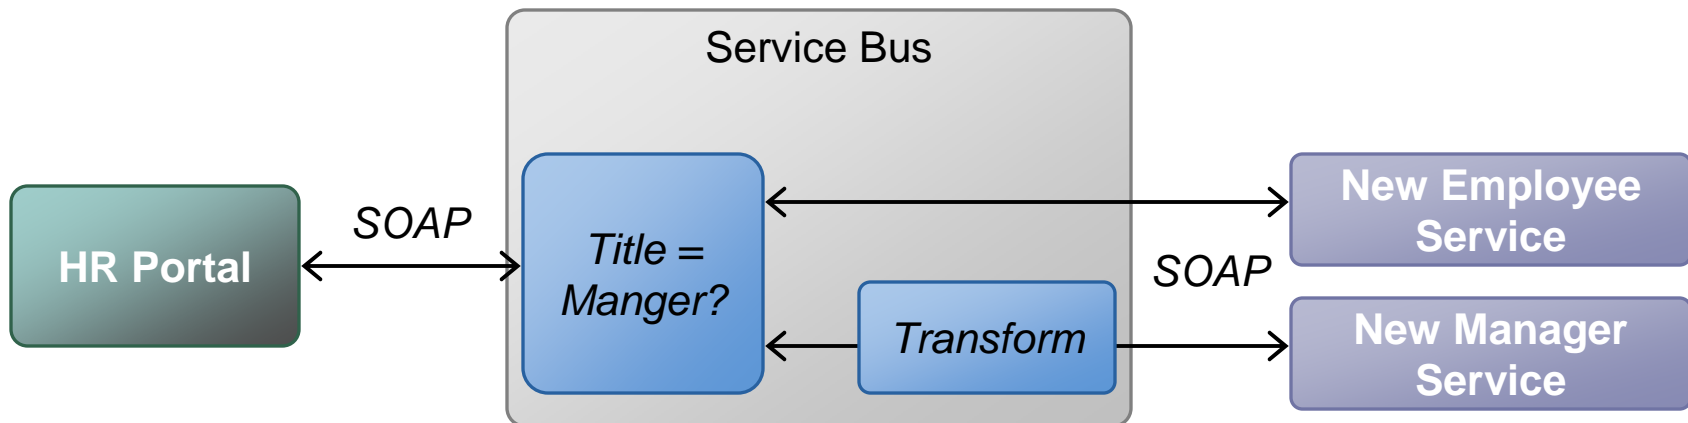 Service Bus
HR Portal
SOAP
Title =
Manger?
Transform
SOAP
New Employee
Service
New Manager
Service